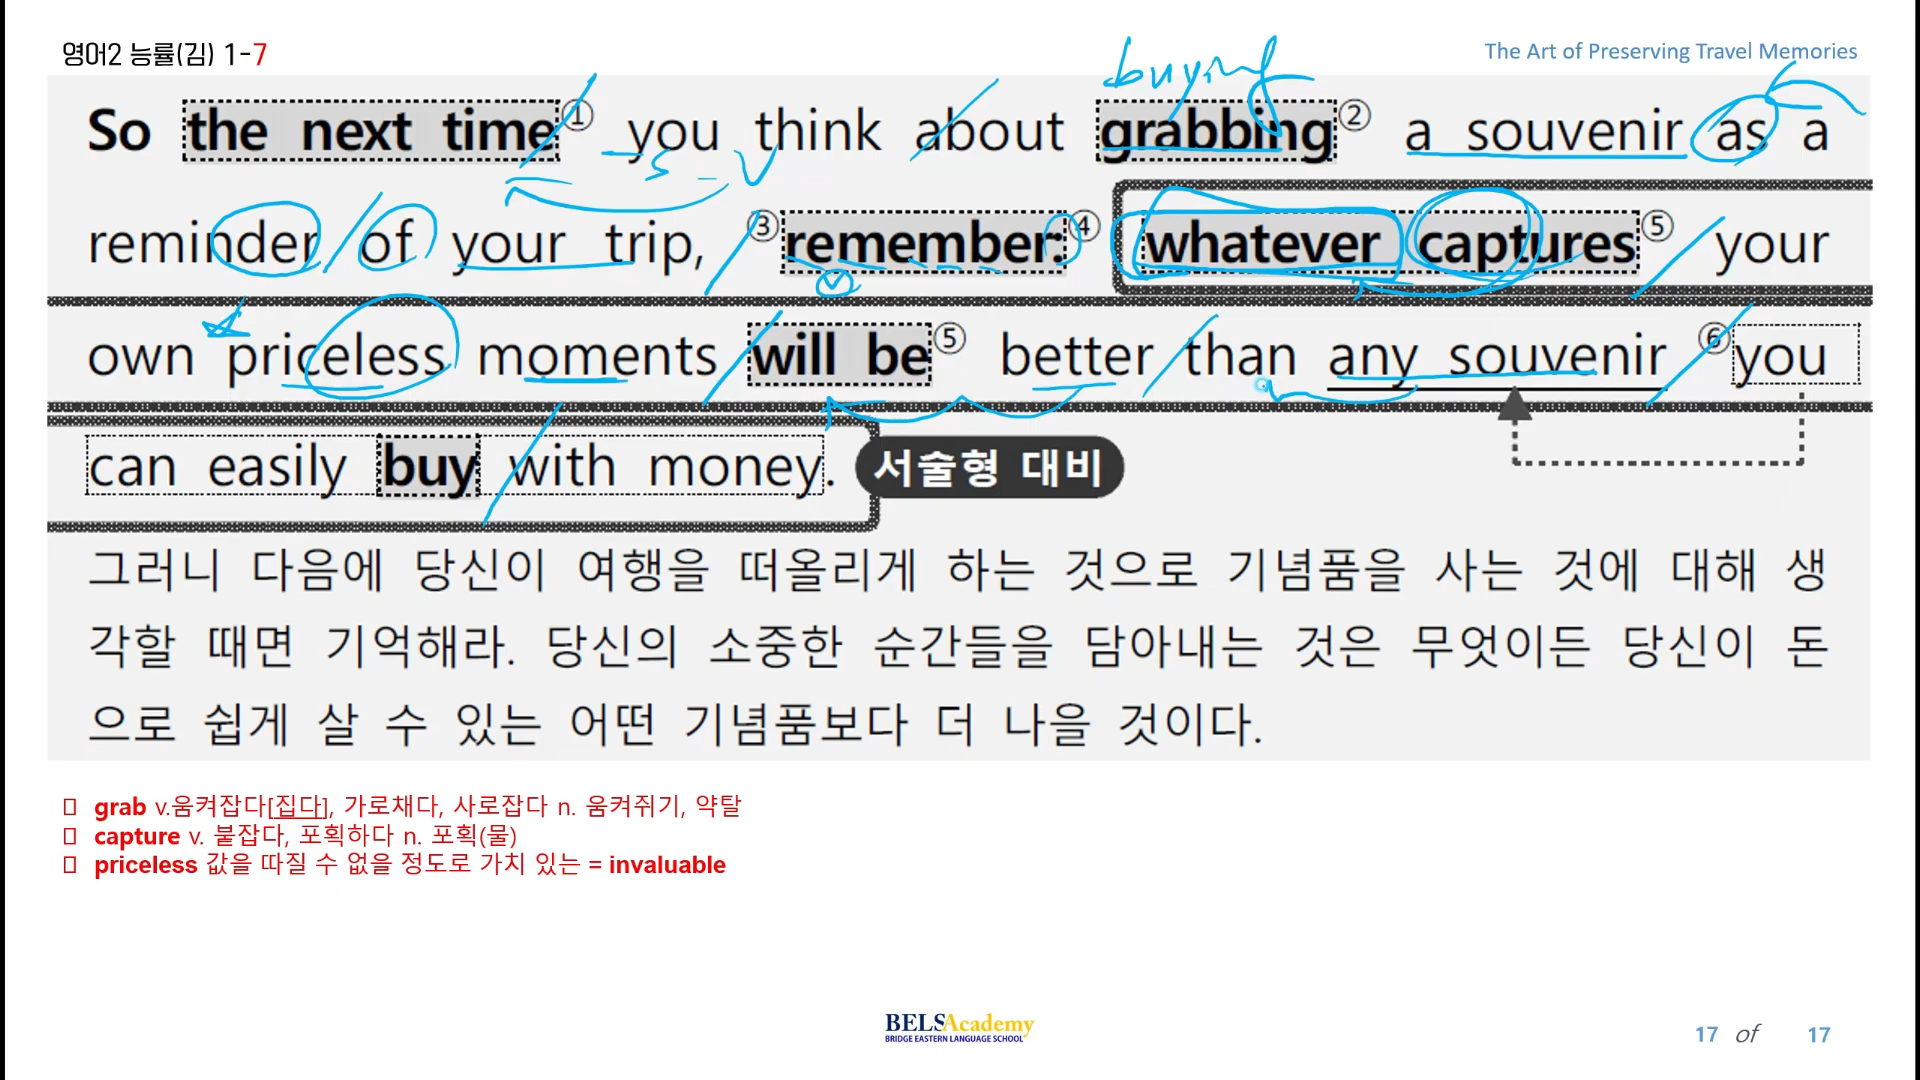 영어2 능률(김) 1-7
The Art of Preserving Travel Memories
buying
So the next time① you think about grabbing② a souvenir as a
reminder of your trip, ③remember:④ whatever captures⑤ your
own priceless moments will be⑤ better than any souvenir ⑥you
can easily buy with money. 서술형 대비
그러니 다음에 당신이 여행을 떠올리게 하는 것으로 기념품을 사는 것에 대해 생
각할 때면 기억해라. 당신의 소중한 순간들을 담아내는 것은 무엇이든 당신이 돈
으로 쉽게 살 수 있는 어떤 기념품보다 더 나을 것이다.
grab v.움켜잡다[집다], 가로채다, 사로잡다 n. 움켜쥐기, 약탈
capture v. 붙잡다, 포획하다 n. 포획(물)
priceless 값을 따질 수 없을 정도로 가치 있는 = invaluable
BELSAcademy
BRIDGE EASTERN LANGUAGE SCHOOL
17 of 17